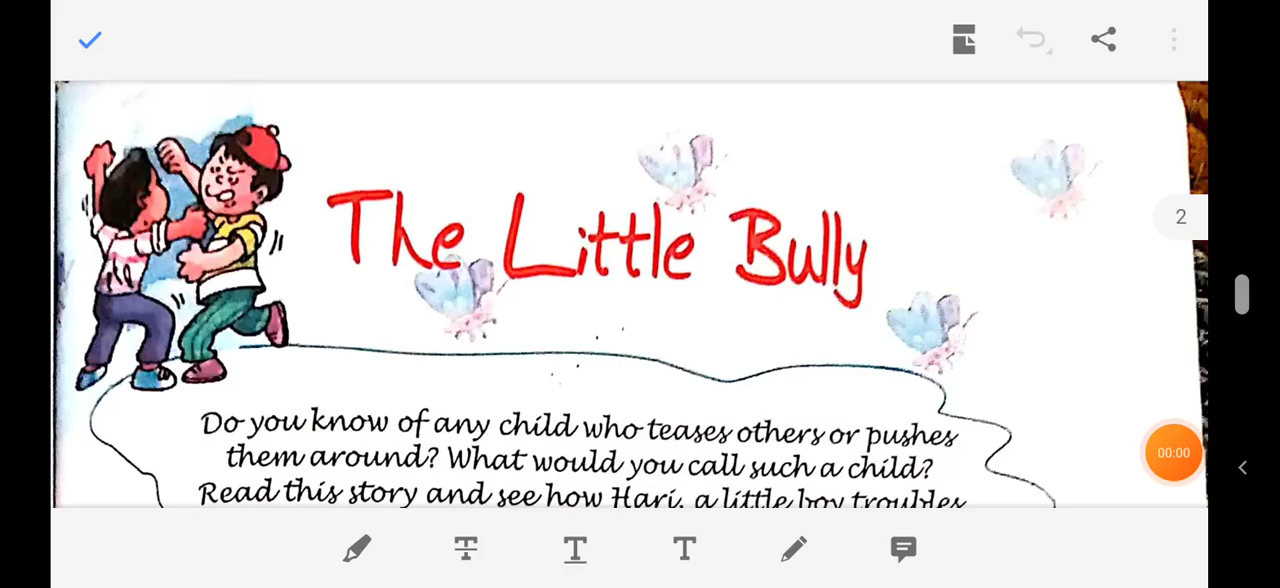 The Little Bully
2
Do you know of any child who teases others or pushes
them around? What would you call such a child?
00:00
Read this story and see how Hari, a little boy troubles
T
T
T